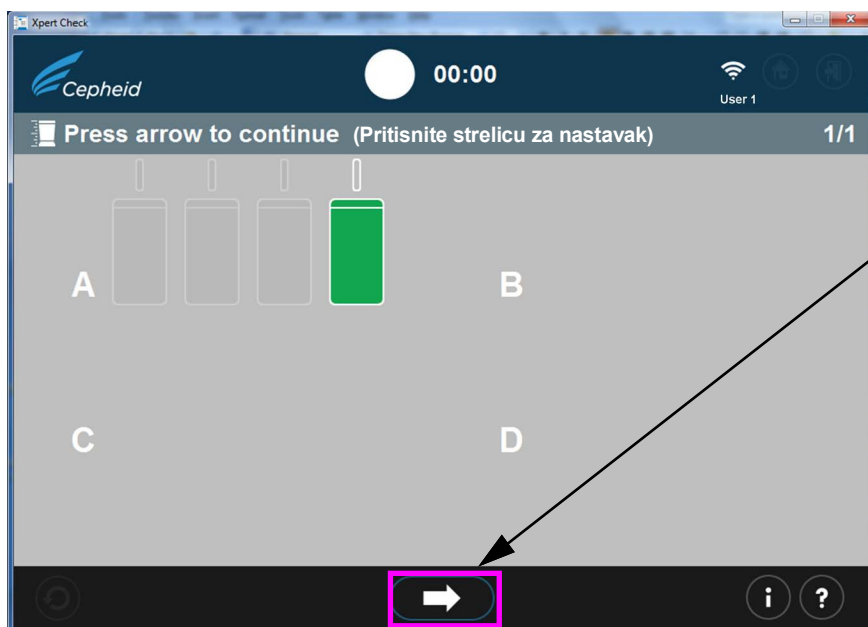 Xpert Check
Cepheid
00:00
User 1
Press arrow to continue (Pritisnite strelicu za nastavak) 1/1
A B
C D
i ?